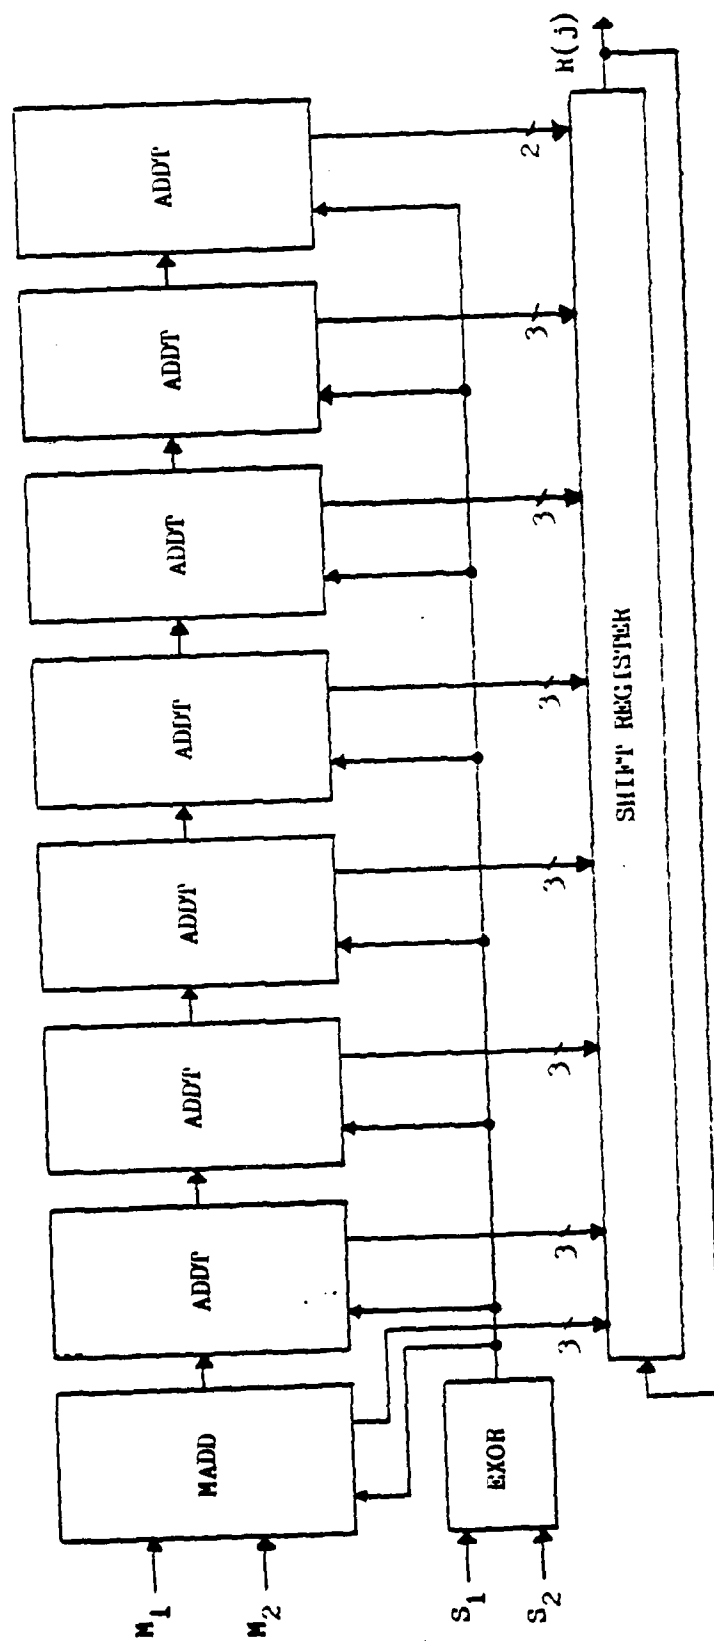 MADD
ADDT
ADDT
ADDT
ADDT
ADDT
ADDT
ADDT
M1
M2
S1
S2
EXOR
3
3
3
3
3
3
3
2
SHIFT REGISTER
R(j)